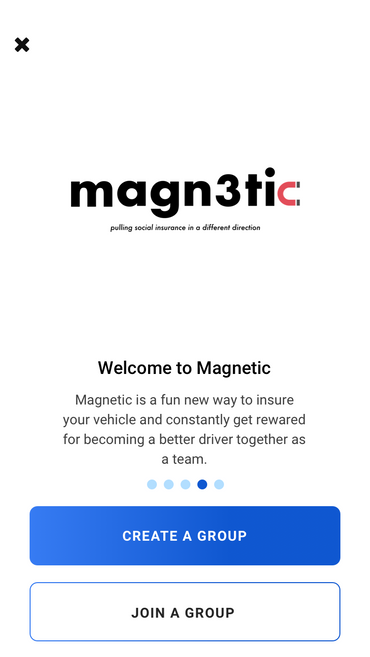 magn3tic
pulling social insurance in a different direction
Welcome to Magnetic
Magnetic is a fun new way to insure
your vehicle and constantly get rewared
for becoming a better driver together as
a team.
CREATE A GROUP
JOIN A GROUP